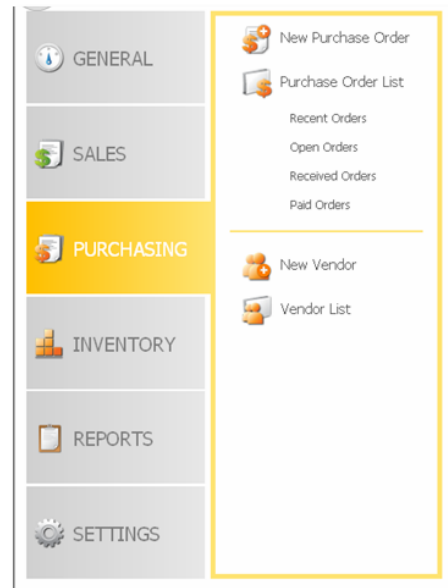 GENERAL
SALES
PURCHASING
INVENTORY
REPORTS
SETTINGS
New Purchase Order
Purchase Order List
Recent Orders
Open Orders
Received Orders
Paid Orders
New Vendor
Vendor List